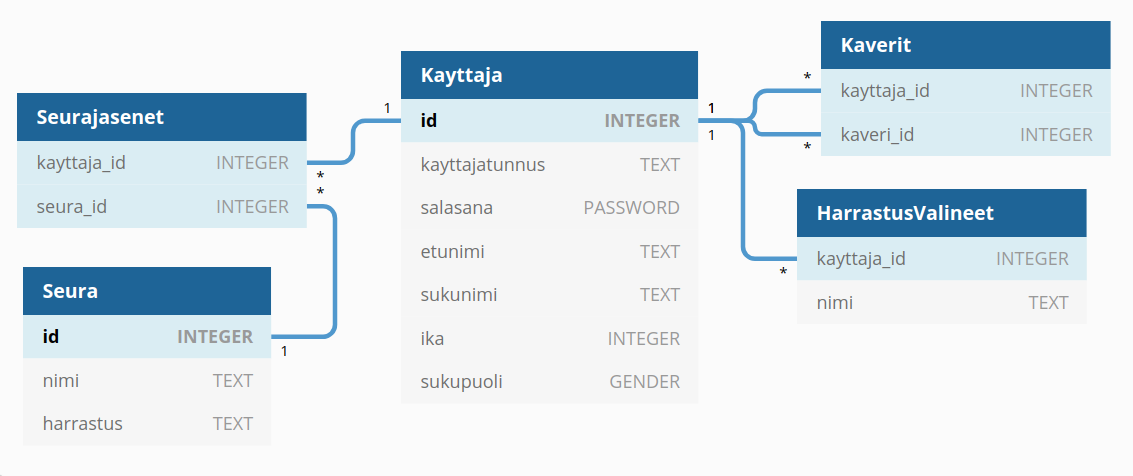 Seurajasenet
kayttaja_id INTEGER
*
*
seura_id INTEGER
Seura
id INTEGER
1
nimi TEXT
harrastus TEXT
Kayttaja
1
id INTEGER
1
1
kayttajatunnus TEXT
salasana PASSWORD
etunimi TEXT
sukunimi TEXT
ika INTEGER
sukupuoli GENDER
Kaverit
*
kayttaja_id INTEGER
kaveri_id INTEGER
*
HarrastusValineet
kayttaja_id INTEGER
*
nimi TEXT